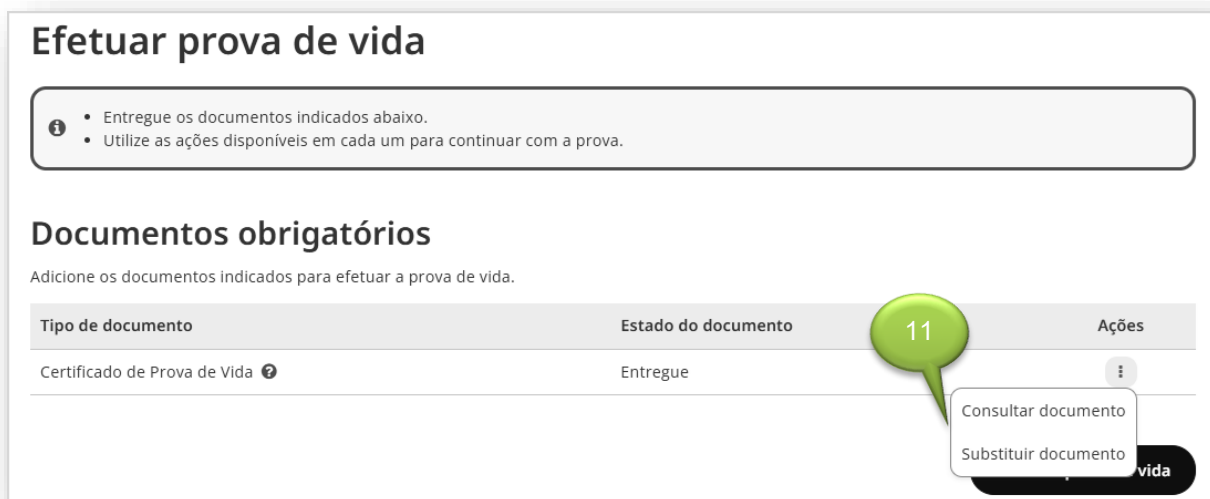 Efetuar prova de vida
Entregue os documentos indicados abaixo.
Utilize as ações disponíveis em cada um para continuar com a prova.
Documentos obrigatórios
Adicione os documentos indicados para efetuar a prova de vida.
Tipo de documento Estado do documento Ações
11
Certificado de Prova de Vida Entregue
Consultar documento
Substituir documento
vida